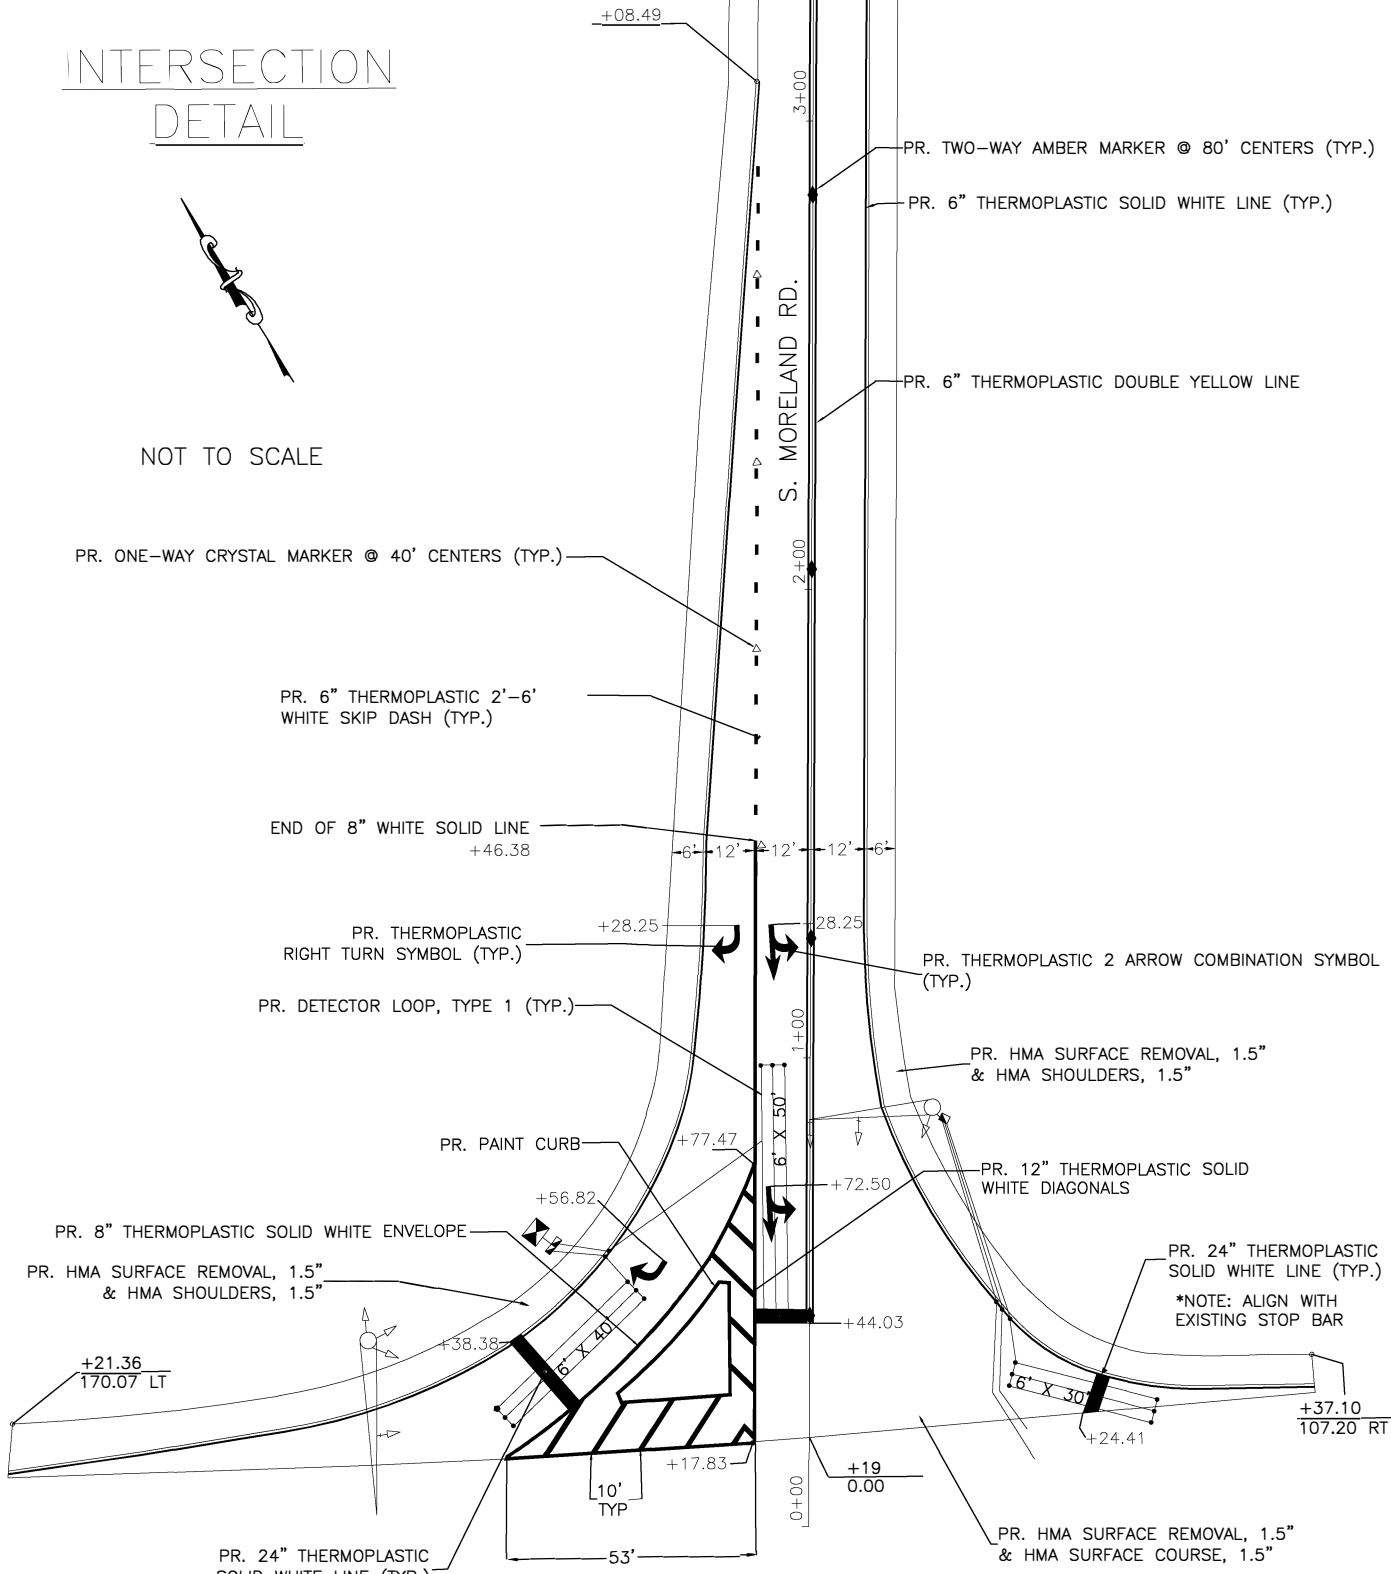 +08.49
INTERSECTION
DETAIL
3+00
PR. TWO-WAY AMBER MARKER @ 80' CENTERS (TYP.)
PR. 6" THERMOPLASTIC SOLID WHITE LINE (TYP.)
S. MORELAND RD.
PR. 6" THERMOPLASTIC DOUBLE YELLOW LINE
NOT TO SCALE
2+00
PR. ONE-WAY CRYSTAL MARKER @ 40' CENTERS (TYP.)
PR. 6" THERMOPLASTIC 2'-6'
WHITE SKIP DASH (TYP.)
END OF 8" WHITE SOLID LINE
+46.38
6' 12' 12' 12' 6'
+28.25
+28.25
PR. THERMOPLASTIC
RIGHT TURN SYMBOL (TYP.)
PR. THERMOPLASTIC 2 ARROW COMBINATION SYMBOL
(TYP.)
PR. DETECTOR LOOP, TYPE 1 (TYP.)
1+00
PR. HMA SURFACE REMOVAL, 1.5"
& HMA SHOULDERS, 1.5"
6' X 50'
PR. PAINT CURB
+77.47
PR. 12" THERMOPLASTIC SOLID
WHITE DIAGONALS
+56.82
+72.50
PR. 8" THERMOPLASTIC SOLID WHITE ENVELOPE
PR. HMA SURFACE REMOVAL, 1.5"
& HMA SHOULDERS, 1.5"
PR. 24" THERMOPLASTIC
SOLID WHITE LINE (TYP.)
*NOTE: ALIGN WITH
EXISTING STOP BAR
+44.03
+38.38
6' X 40'
+21.36
170.07 LT
6' X 30'
+37.10
107.20 RT
+24.41
+17.83
+19
0.00
10'
TYP
0+00
PR. HMA SURFACE REMOVAL, 1.5"
& HMA SURFACE COURSE, 1.5"
53'
PR. 24" THERMOPLASTIC
SOLID WHITE LINE (TYP.)